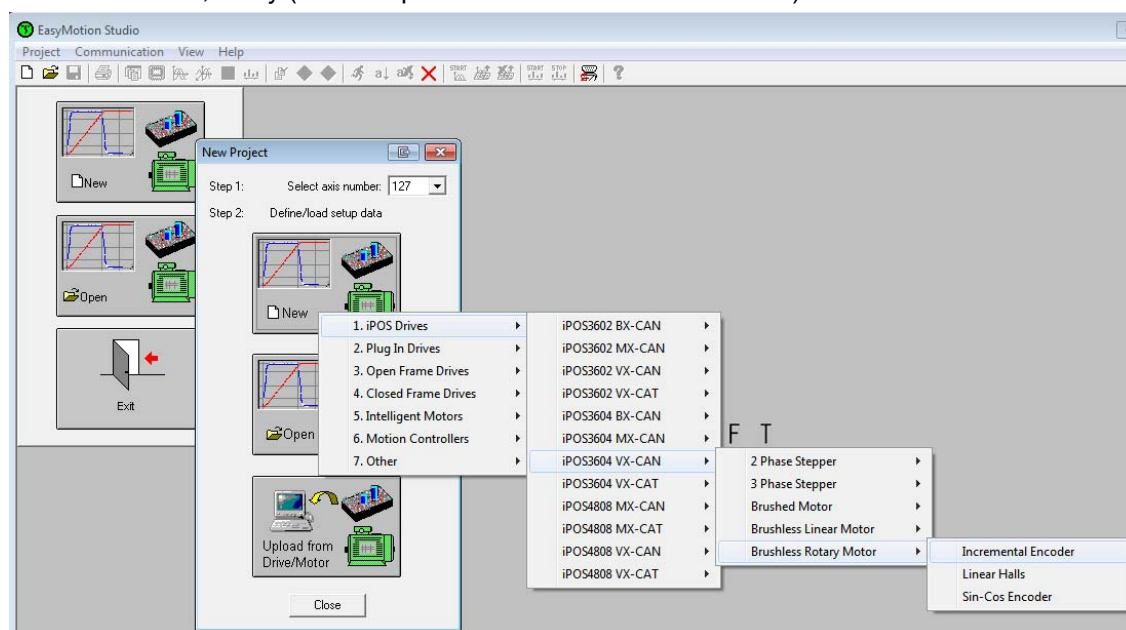 EasyMotion Studio
Project Communication View Help
New
Open
Exit
New Project
Step 1: Select axis number: 127
Step 2: Define/load setup data
New
Open
Upload from
Drive/Motor
Close
1. iPOS Drives
2. Plug In Drives
3. Open Frame Drives
4. Closed Frame Drives
5. Intelligent Motors
6. Motion Controllers
7. Other
iPOS3602 BX-CAN
iPOS3602 MX-CAN
iPOS3602 VX-CAN
iPOS3602 VX-CAT
iPOS3604 BX-CAN
iPOS3604 MX-CAN
iPOS3604 VX-CAN
iPOS3604 VX-CAT
iPOS4808 MX-CAN
iPOS4808 MX-CAT
iPOS4808 VX-CAN
iPOS4808 VX-CAT
F T
2 Phase Stepper
3 Phase Stepper
Brushed Motor
Brushless Linear Motor
Brushless Rotary Motor
Incremental Encoder
Linear Halls
Sin-Cos Encoder